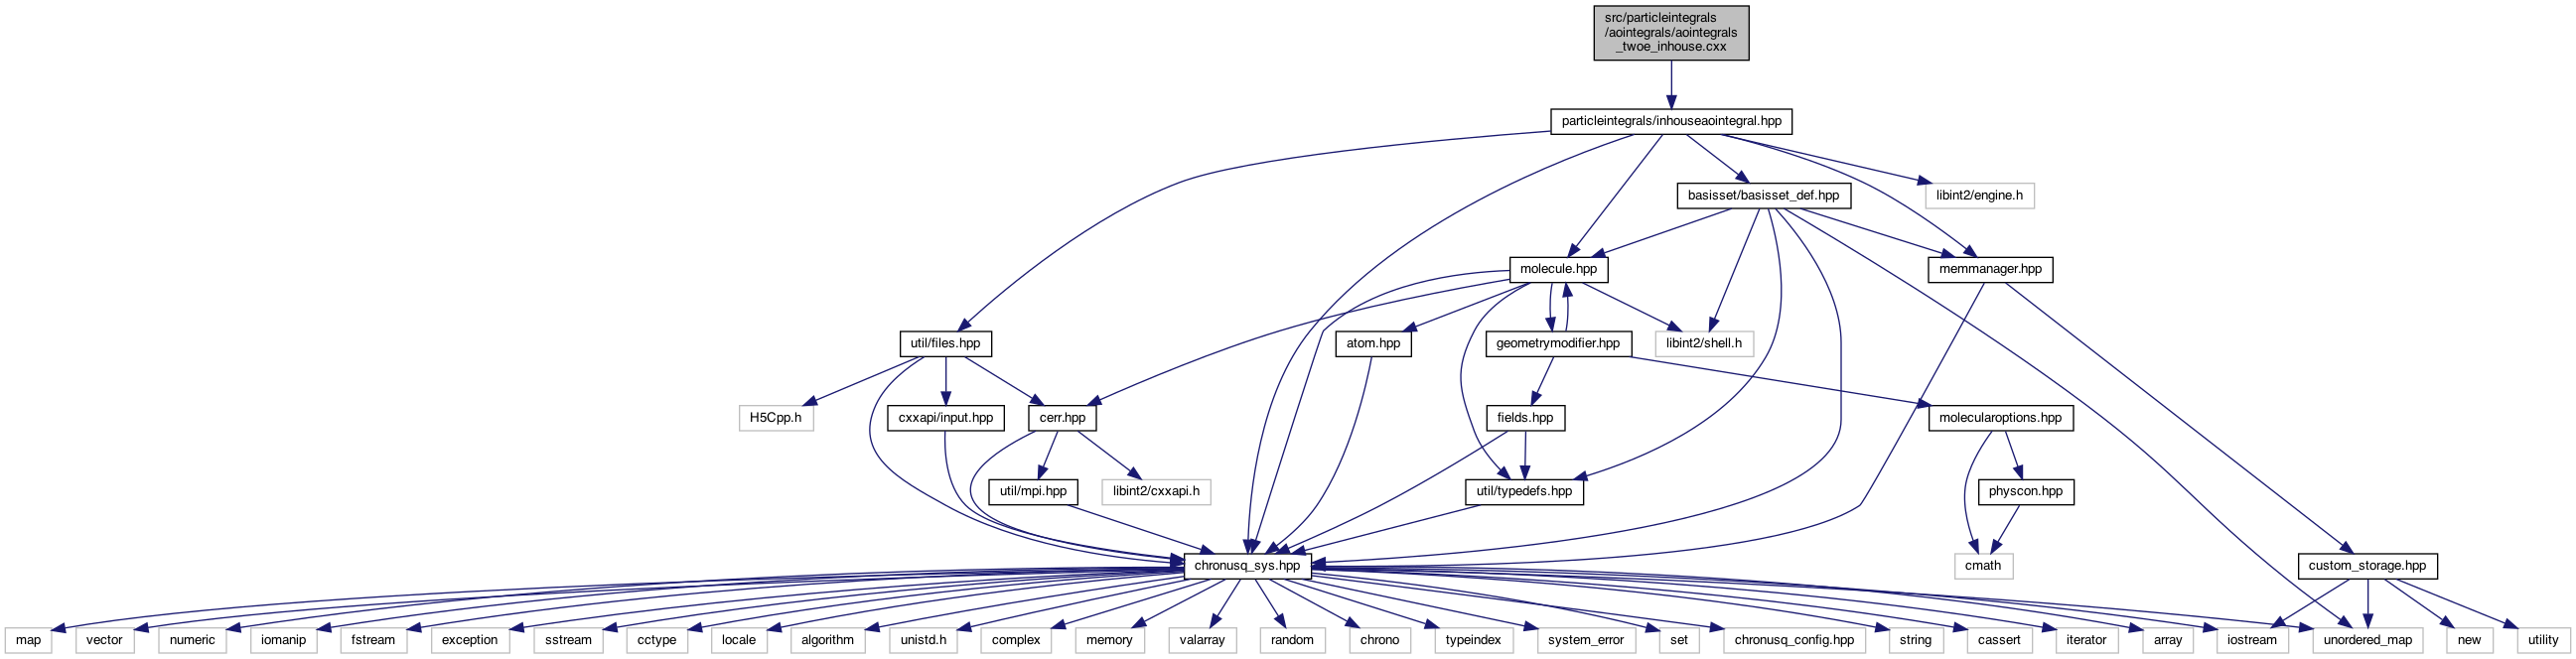 src/particleintegrals
/aointegrals/aointegrals
_twoe_inhouse.cxx
particleintegrals/inhouseaointegral.hpp
basisset/basisset_def.hpp
libint2/engine.h
molecule.hpp
memmanager.hpp
util/files.hpp
atom.hpp
geometrymodifier.hpp
libint2/shell.h
H5Cpp.h
cxxapi/input.hpp
cerr.hpp
fields.hpp
molecularoptions.hpp
util/mpi.hpp
libint2/cxxapi.h
util/typedefs.hpp
physcon.hpp
chronusq_sys.hpp
cmath
custom_storage.hpp
map
vector
numeric
iomanip
fstream
exception
sstream
cctype
locale
algorithm
unistd.h
complex
memory
valarray
random
chrono
typeindex
system_error
set
chronusq_config.hpp
string
cassert
iterator
array
iostream
unordered_map
new
utility